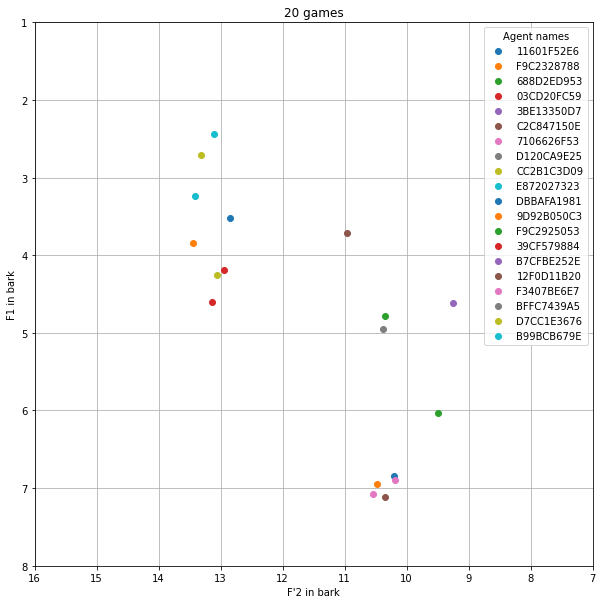 20 games
Agent names
11601F52E6
F9C2328788
688D2ED953
03CD20FC59
3BE13350D7
C2C847150E
7106626F53
D120CA9E25
CC2B1C3D09
E872027323
DBBAFA1981
9D92B050C3
F9C2925053
39CF579884
B7CFBE252E
12F0D11B20
F3407BE6E7
BFFC7439A5
D7CC1E3676
B99BCB679E
F1 in bark
1
2
3
4
5
6
7
8
16 15 14 13 12 11 10 9 8 7
F'2 in bark